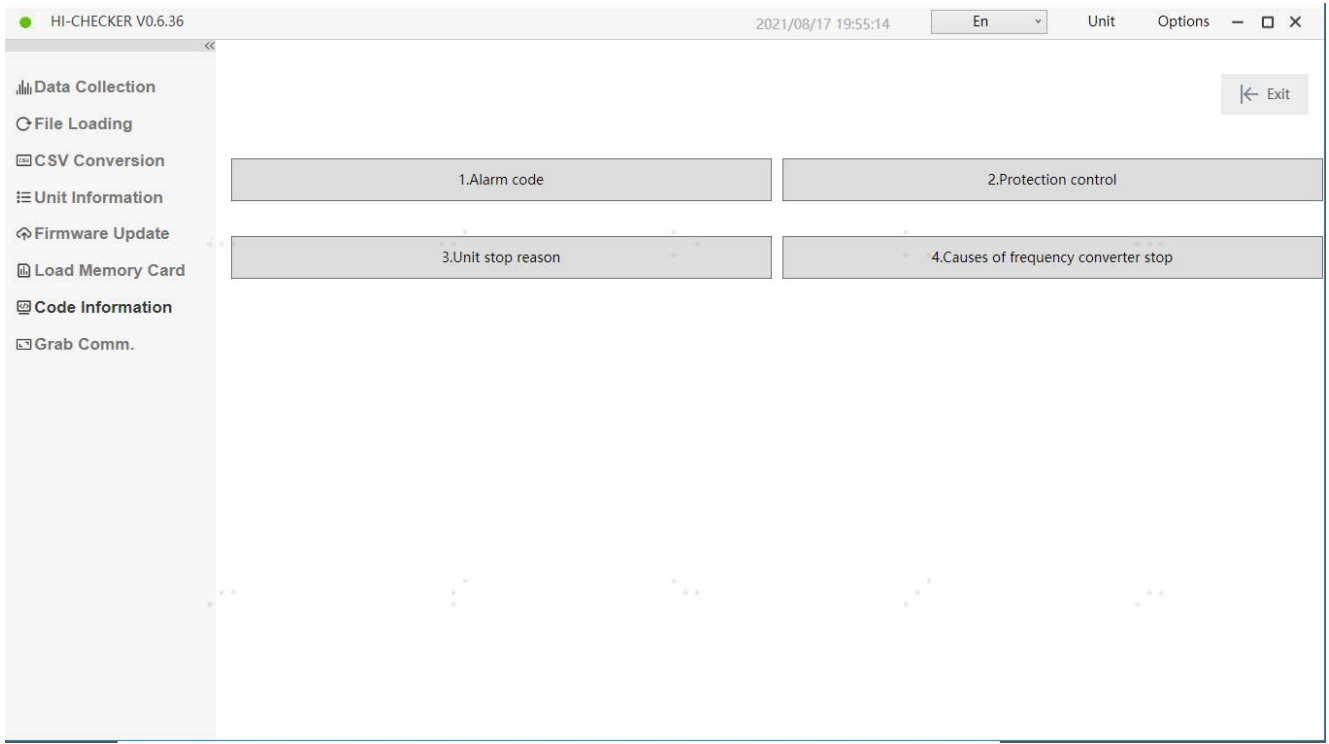 HI-CHECKER V0.6.36
2021/08/17 19:55:14
En
Unit
Options
Data Collection
File Loading
CSV Conversion
Unit Information
Firmware Update
Load Memory Card
Code Information
Grab Comm.
Exit
1.Alarm code
2.Protection control
3.Unit stop reason
4.Causes of frequency converter stop